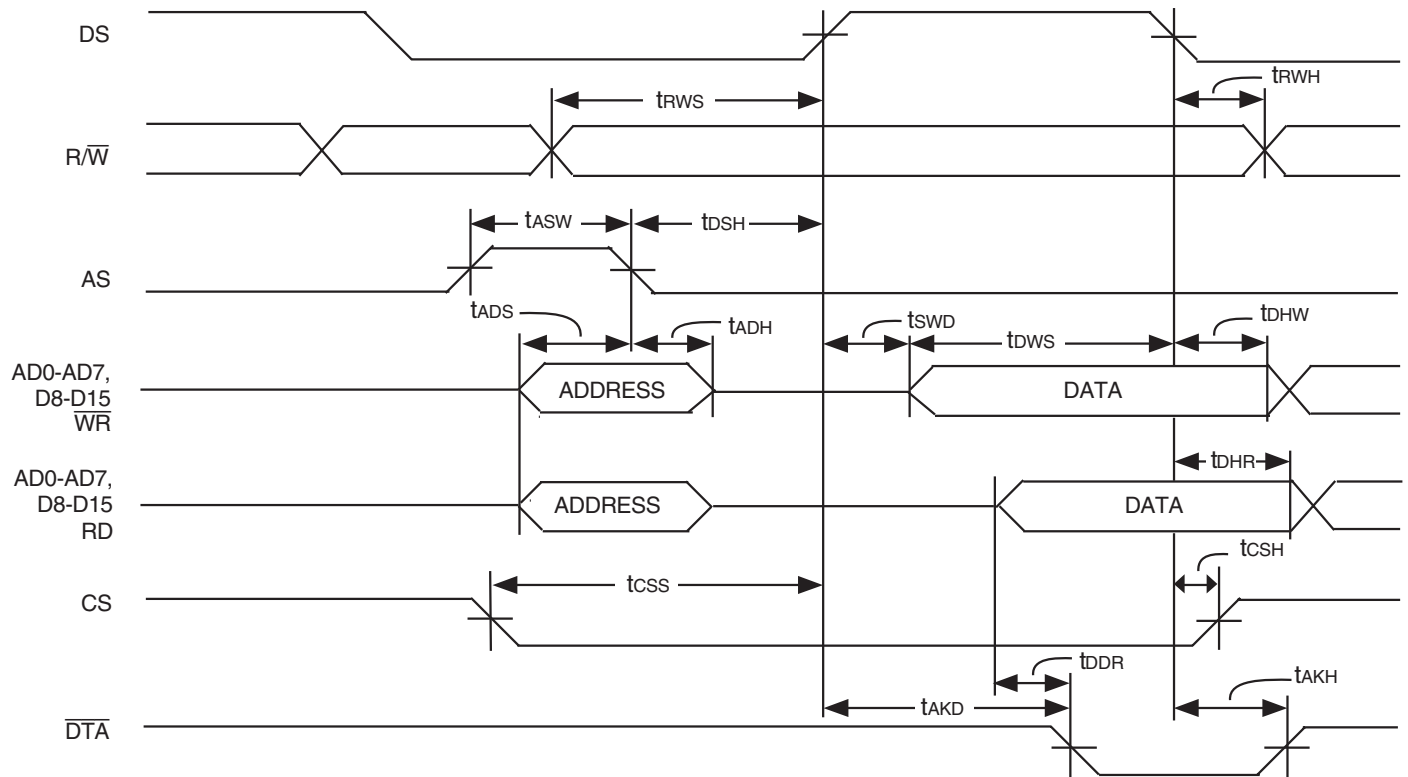 DS
tRWH
tRWS
R/W
tASW
tDSH
AS
tADS
tADH
tSWD
tDWS
tDHW
AD0-AD7,
D8-D15
WR
ADDRESS
DATA
tDHR
AD0-AD7,
D8-D15
RD
ADDRESS
DATA
tCSH
tCSS
CS
tDDR
tAKH
tAKD
DTA